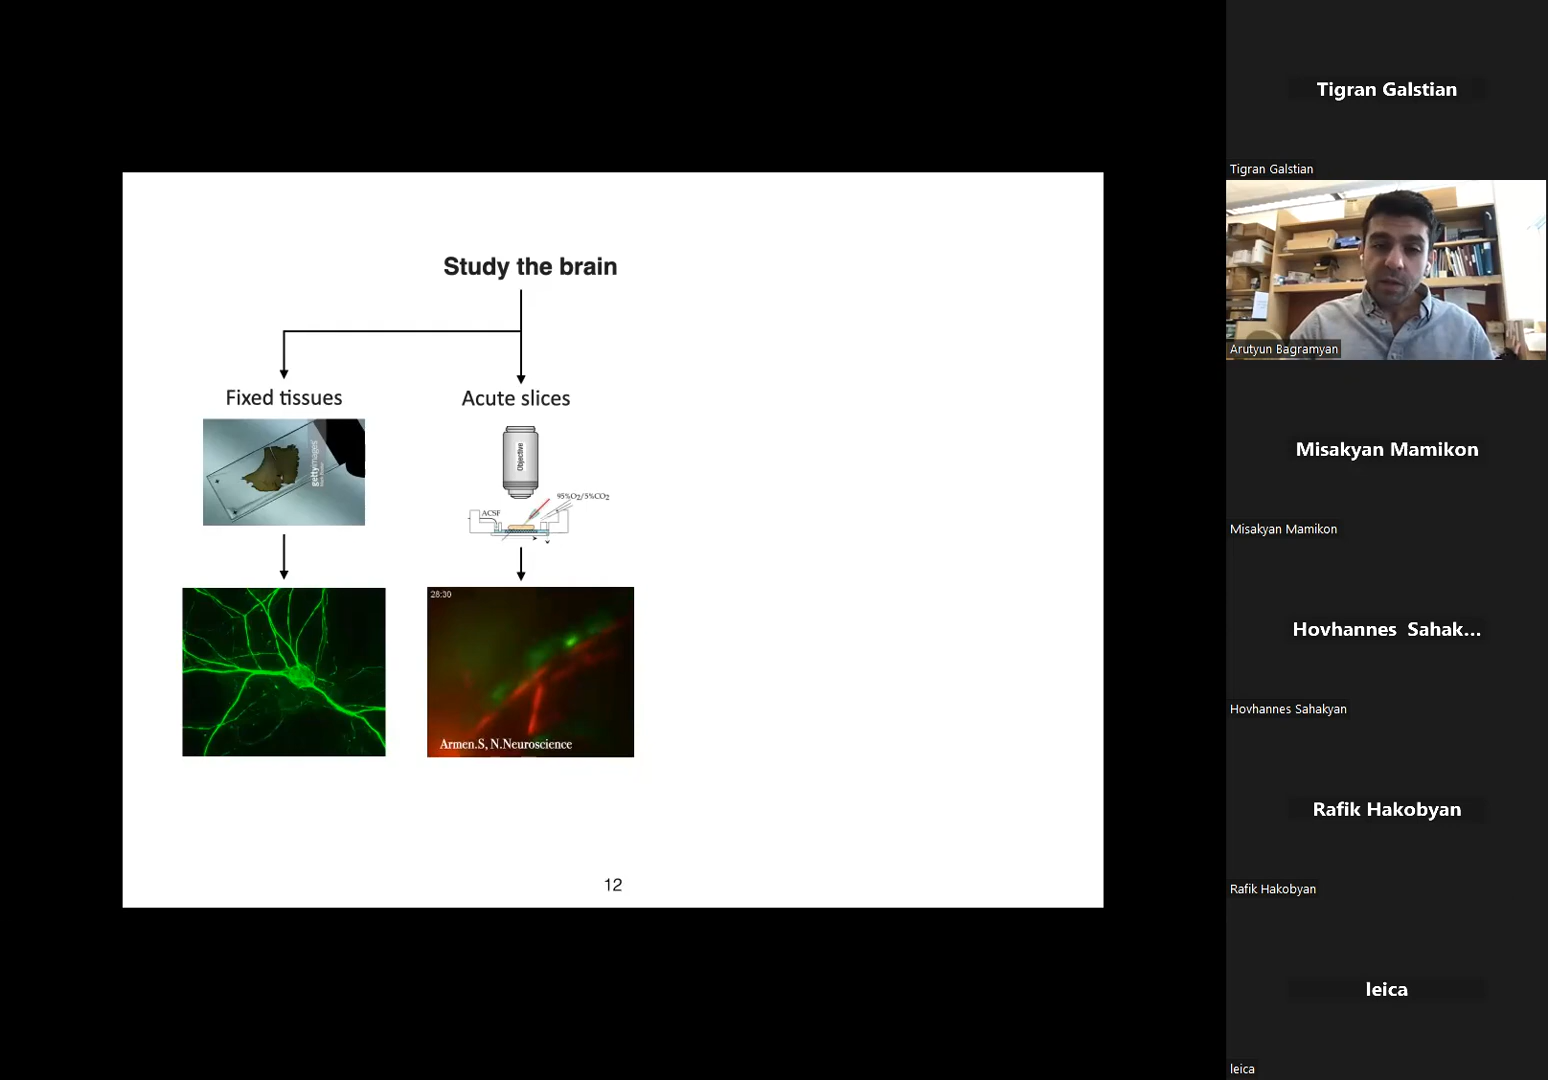 Study the brain
Fixed tissues
Acute slices
gettyimages
Objective
95%O2/5%CO2
ACSF
28:30
Armen.S, N.Neuroscience
12
Tigran Galstian
Tigran Galstian
Arutyun Bagramyan
Misakyan Mamikon
Misakyan Mamikon
Hovhannes Sahak...
Hovhannes Sahakyan
Rafik Hakobyan
Rafik Hakobyan
leica
leica